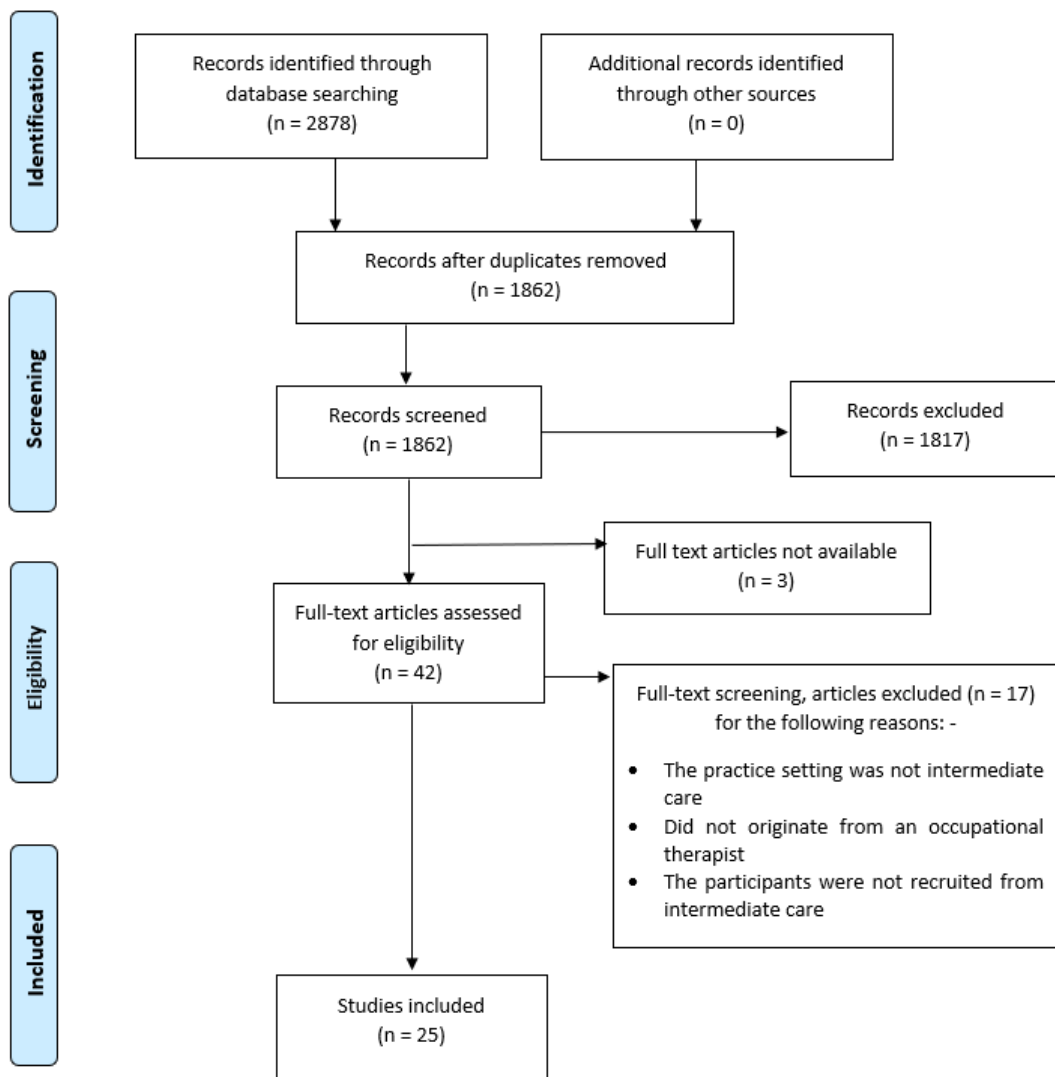 Identification
Records identified through
database searching
(n = 2878)
Additional records identified
through other sources
(n = 0)
Records after duplicates removed
(n = 1862)
Screening
Records screened
(n = 1862)
Records excluded
(n = 1817)
Full text articles not available
(n = 3)
Eligibility
Full-text articles assessed
for eligibility
(n = 42)
Full-text screening, articles excluded (n = 17)
for the following reasons: -
• The practice setting was not intermediate
care
• Did not originate from an occupational
therapist
• The participants were not recruited from
intermediate care
Included
Studies included
(n = 25)